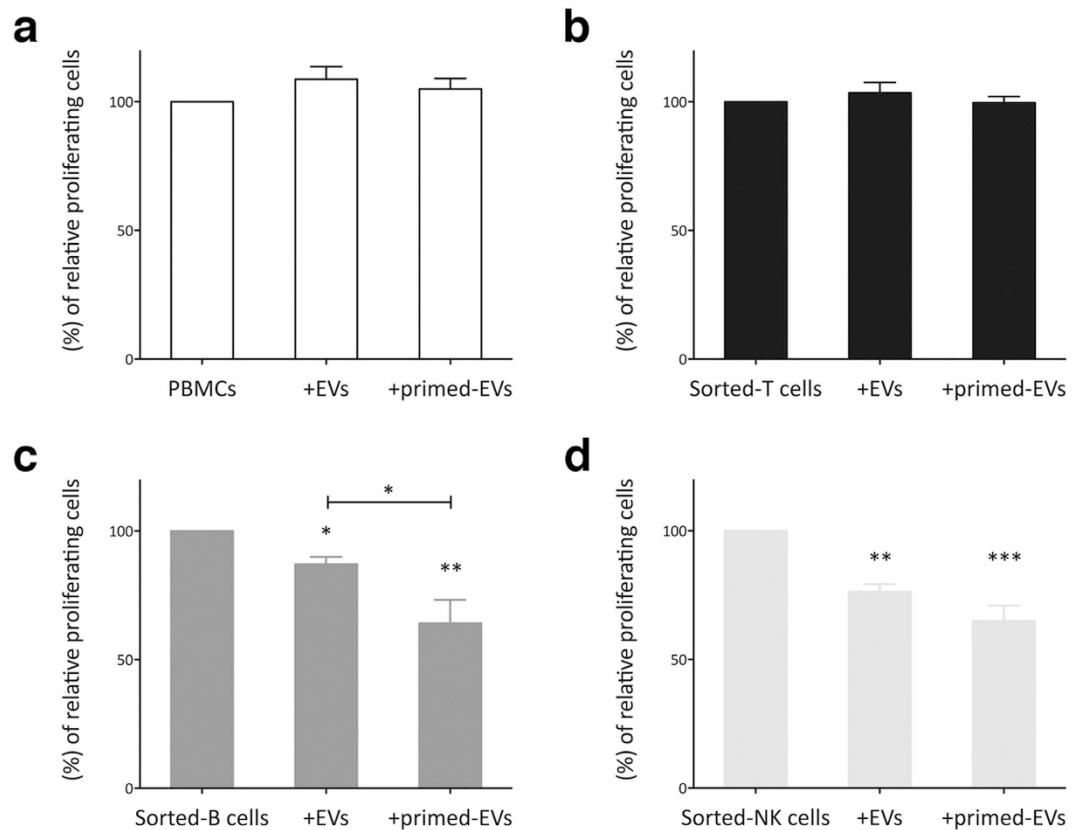 a
(%) of relative proliferating cells
100
50
0
PBMCs +EVs +primed-EVs
b
(%) of relative proliferating cells
100
50
0
Sorted-T cells +EVs +primed-EVs
c
(%) of relative proliferating cells
*
*
**
100
50
0
Sorted-B cells +EVs +primed-EVs
d
(%) of relative proliferating cells
** ***
100
50
0
Sorted-NK cells +EVs +primed-EVs